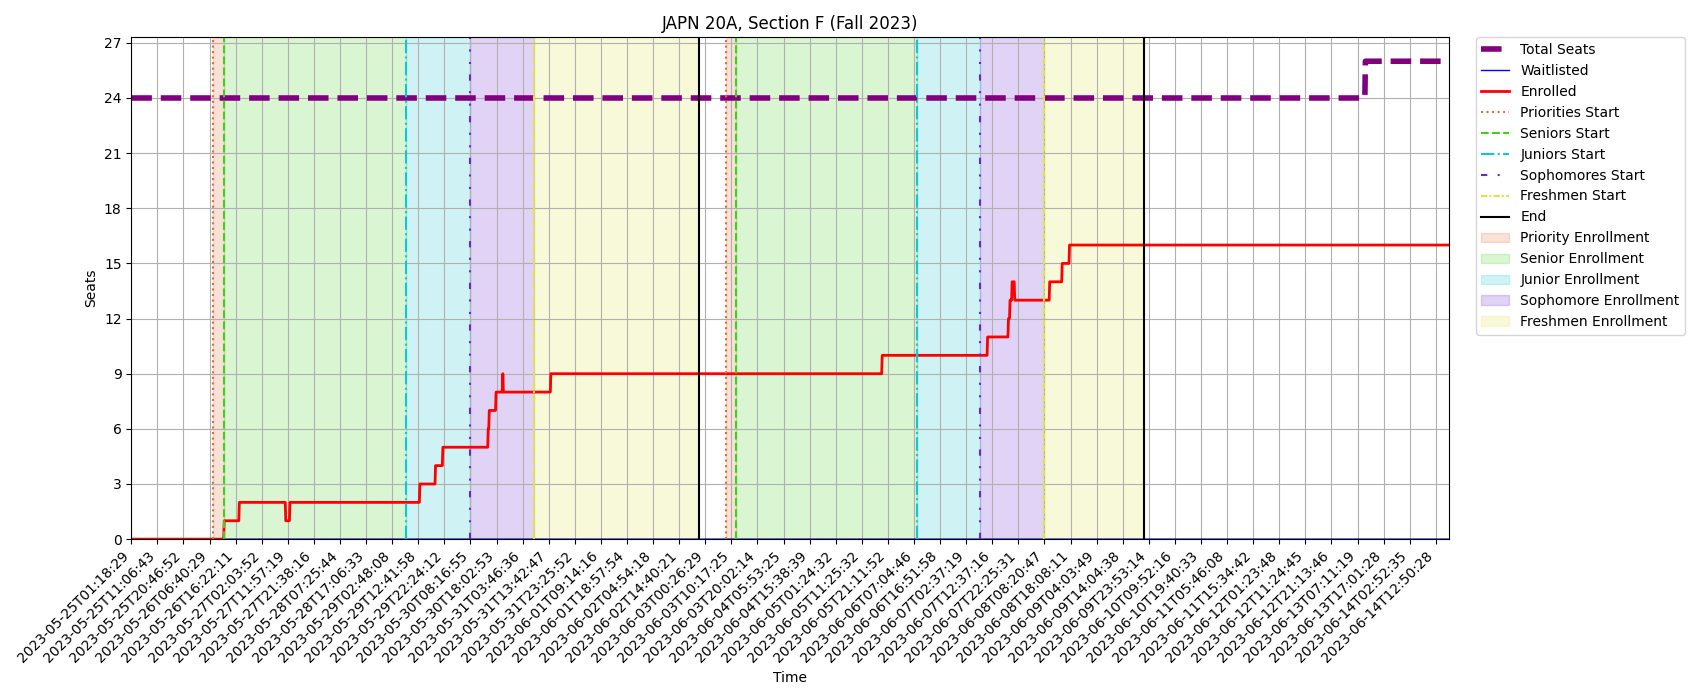 JAPN 20A, Section F (Fall 2023)
27
24
21
18
15
12
9
6
3
0
Seats
2023-05-25T01:18:29
2023-05-25T11:06:43
2023-05-25T20:46:52
2023-05-26T06:40:29
2023-05-26T16:22:11
2023-05-27T02:03:52
2023-05-27T11:57:19
2023-05-27T21:38:16
2023-05-28T07:25:44
2023-05-28T17:06:33
2023-05-29T02:48:08
2023-05-29T12:41:58
2023-05-29T22:24:12
2023-05-30T08:16:55
2023-05-30T18:02:53
2023-05-31T03:46:36
2023-05-31T13:42:47
2023-05-31T23:25:52
2023-06-01T09:14:16
2023-06-01T18:57:54
2023-06-02T04:54:18
2023-06-02T14:40:21
2023-06-03T00:26:29
2023-06-03T10:17:25
2023-06-03T20:02:14
2023-06-04T05:53:25
2023-06-04T15:38:39
2023-06-05T01:24:32
2023-06-05T11:25:32
2023-06-05T21:11:52
2023-06-06T07:04:46
2023-06-06T16:51:58
2023-06-07T02:37:19
2023-06-07T12:37:16
2023-06-07T22:25:31
2023-06-08T08:20:47
2023-06-08T18:08:11
2023-06-09T04:03:49
2023-06-09T14:04:38
2023-06-09T23:53:14
2023-06-10T09:52:16
2023-06-10T19:40:33
2023-06-11T05:46:08
2023-06-11T15:34:42
2023-06-12T01:23:48
2023-06-12T11:24:45
2023-06-12T21:13:46
2023-06-13T07:11:19
2023-06-13T17:01:28
2023-06-14T02:52:35
2023-06-14T12:50:28
Time
Total Seats
Waitlisted
Enrolled
Priorities Start
Seniors Start
Juniors Start
Sophomores Start
Freshmen Start
End
Priority Enrollment
Senior Enrollment
Junior Enrollment
Sophomore Enrollment
Freshmen Enrollment